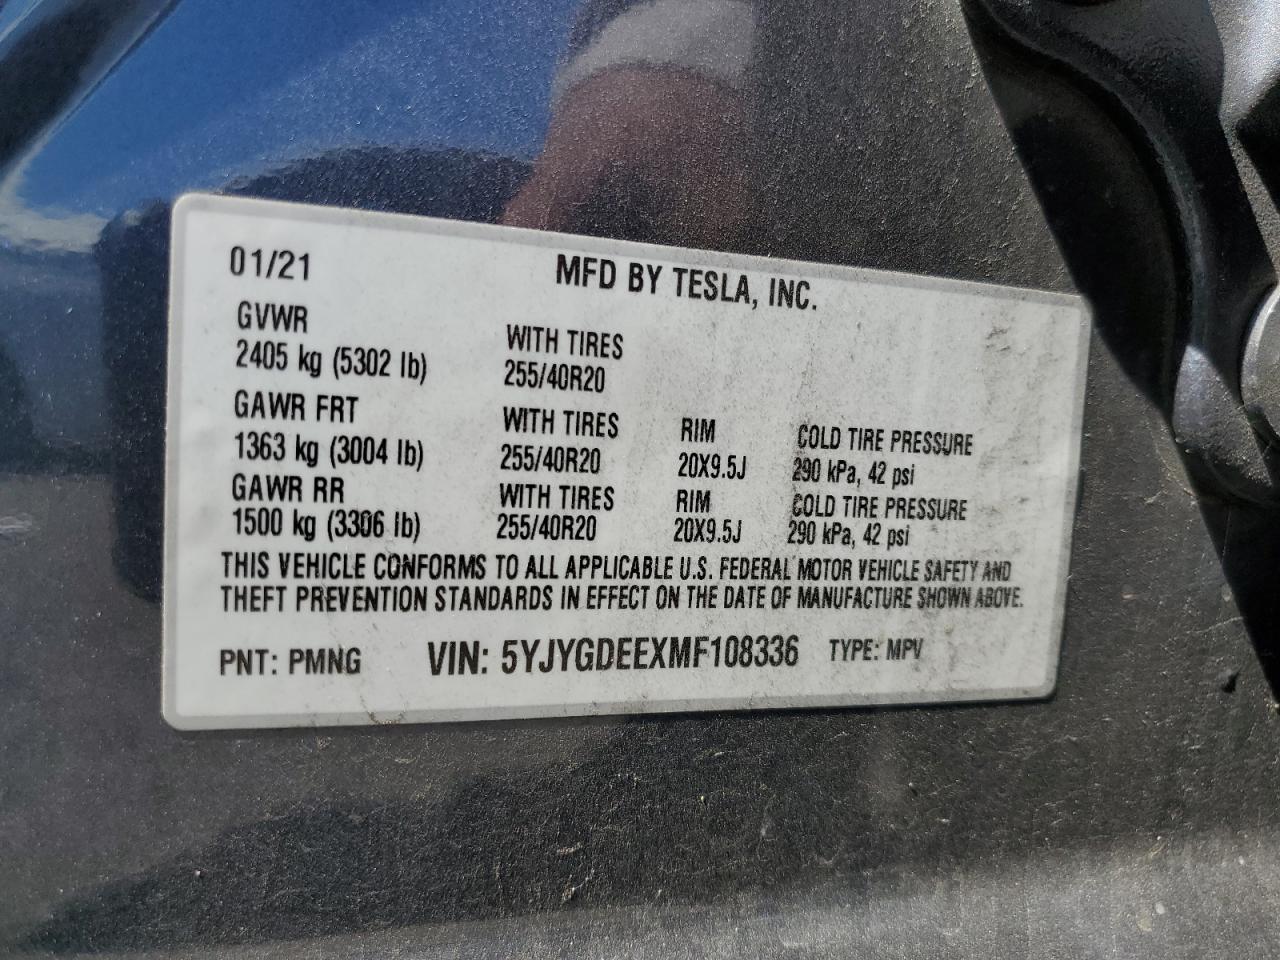 01/21 MFD BY TESLA, INC.
GVWR
2405 kg (5302 lb) WITH TIRES 255/40R20
GAWR FRT WITH TIRES RIM COLD TIRE PRESSURE
1363 kg (3004 lb) 255/40R20 20X9.5J 290 kPa, 42 psi
GAWR RR WITH TIRES RIM COLD TIRE PRESSURE
1500 kg (3306 lb) 255/40R20 20X9.5J 290 kPa, 42 psi
THIS VEHICLE CONFORMS TO ALL APPLICABLE U.S. FEDERAL MOTOR VEHICLE SAFETY AND
THEFT PREVENTION STANDARDS IN EFFECT ON THE DATE OF MANUFACTURE SHOWN ABOVE.
PNT: PMNG VIN: 5YJYGDEEXMF108336 TYPE: MPV